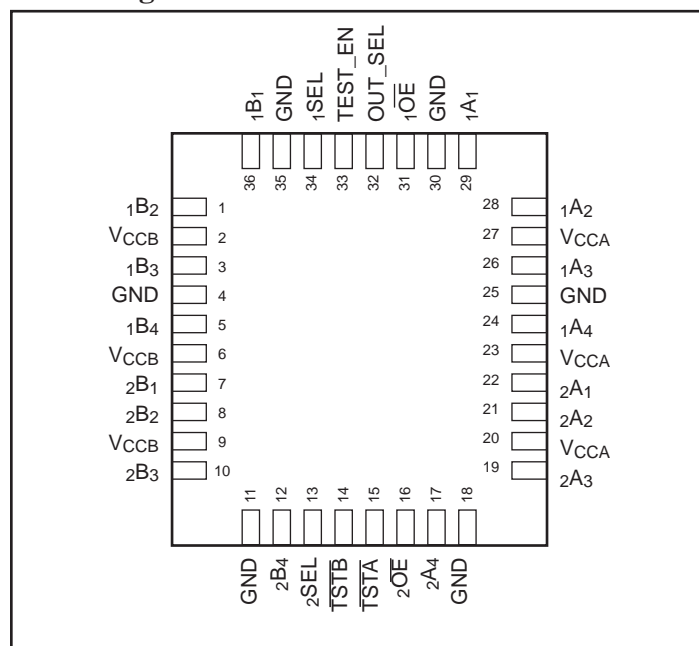 1B1 GND 1SEL TEST_EN OUT_SEL 1OE GND 1A1
36 35 34 33 32 31 30 29
1B2 1 28 1A2
VCCB 2 27 VCCA
1B3 3 26 1A3
GND 4 25 GND
1B4 5 24 1A4
VCCB 6 23 VCCA
2B1 7 22 2A1
2B2 8 21 2A2
VCCB 9 20 VCCA
2B3 10 19 2A3
11 12 13 14 15 16 17 18
GND 2B4 2SEL TSTB TSTA 2OE 2A4 GND